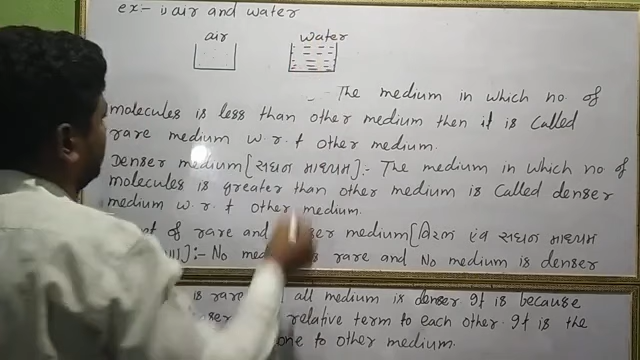 ex:- is air and water
air water
The medium in which no of
molecules is less than other medium then it is called
rare medium w.r.t other medium.
Denser medium [સઘન માધ્યમ]:- The medium in which no of
molecules is greater than other medium is called denser
medium w.r.t other medium.
of rare and medium [
:- No rare and No medium is denser
is rare all medium is denser It is because
relative term to each other. It is the
one to other medium.